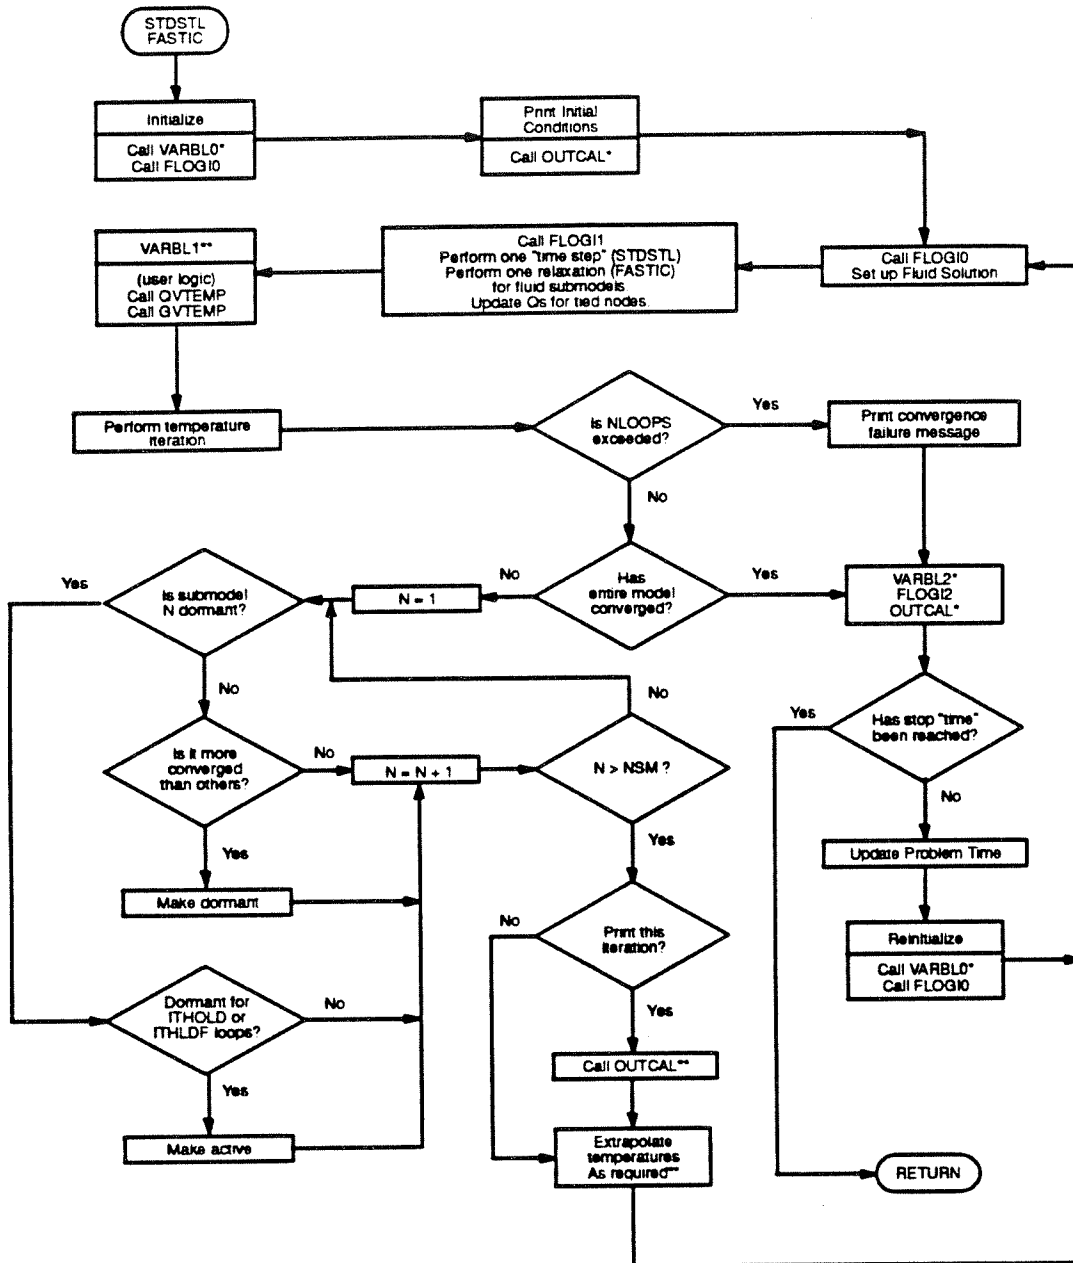 STDSTL
FASTIC
Initialize
Call VARBL0*
Call FLOGI0
Print Initial
Conditions
Call OUTCAL*
Call FLOGI0
Set up Fluid Solution
Call FLOGI1
Perform one "time step" (STDSTL)
Perform one relaxation (FASTIC)
for fluid submodels
Update Qs for tied nodes.
VARBL1**
(user logic)
Call QVTEMP
Call GVTEMP
Perform temperature
iteration
Is NLOOPS
exceeded?
Yes
Print convergence
failure message
No
Has
entire model
converged?
Yes
VARBL2*
FLOGI2
OUTCAL*
No
N = 1
Is submodel
N dormant?
Yes
No
Is it more
converged
than others?
No
N = N + 1
N > NSM ?
No
Yes
Has stop "time"
been reached?
Yes
No
Update Problem Time
Reinitialize
Call VARBL0*
Call FLOGI0
Yes
Make dormant
Print this
iteration?
No
Yes
Call OUTCAL**
Dormant for
ITHOLD or
ITHLDF loops?
No
Yes
Make active
Extrapolate
temperatures
As required**
RETURN